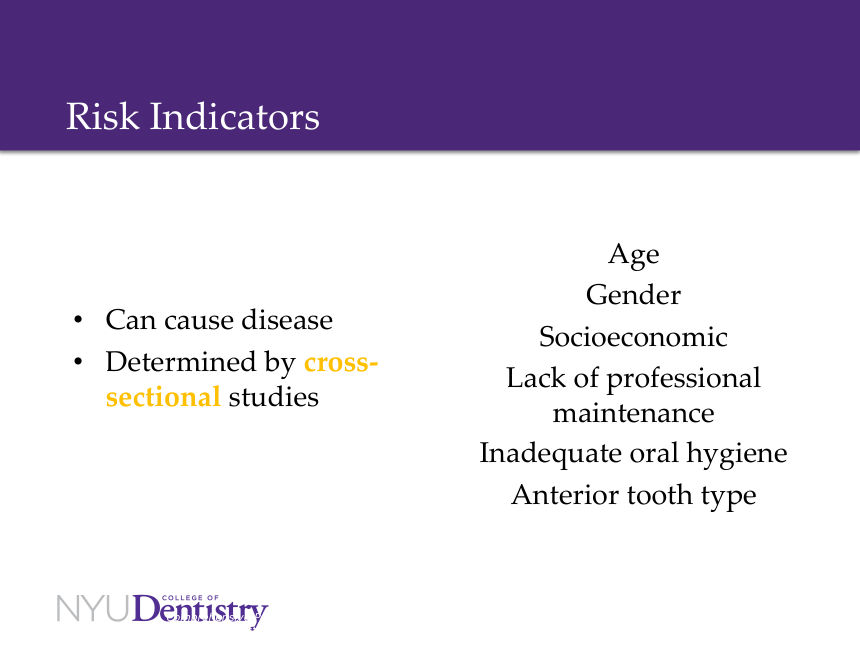 Risk Indicators
• Can cause disease
• Determined by cross-
sectional studies
Age
Gender
Socioeconomic
Lack of professional
maintenance
Inadequate oral hygiene
Anterior tooth type
COLLEGE OF
NYU Dentistry